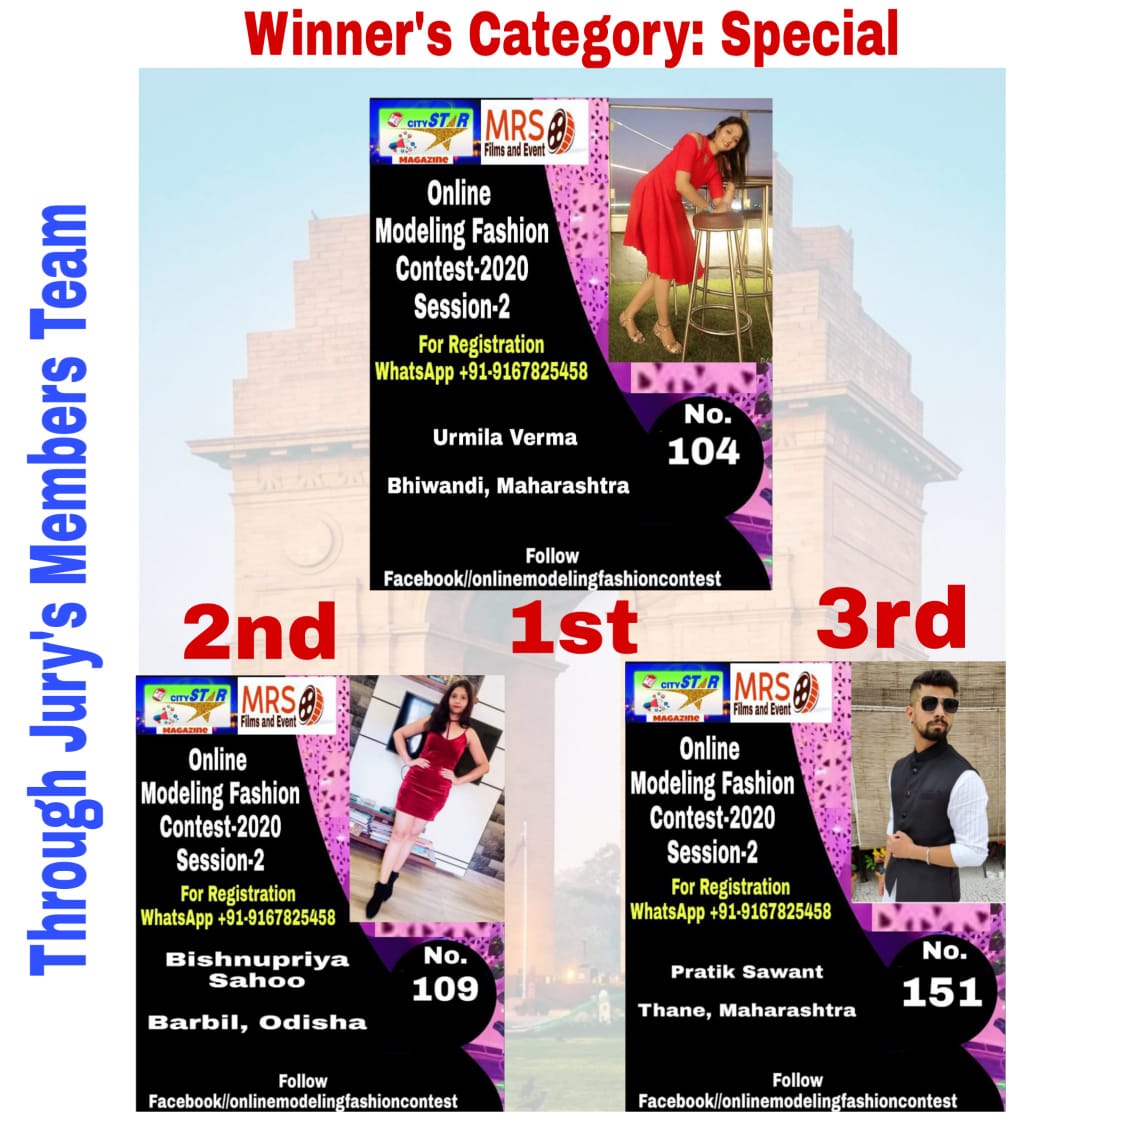 Winner's Category: Special
Through Jury's Members Team
CITY STAR
MAGAZINE
MRS
Films and Event
Online
Modeling Fashion
Contest-2020
Session-2
For Registration
WhatsApp +91-9167825458
No.
104
Urmila Verma
Bhiwandi, Maharashtra
Follow
Facebook//onlinemodelingfashioncontest
2nd
1st
3rd
CITY STAR
MAGAZINE
MRS
Films and Event
Online
Modeling Fashion
Contest-2020
Session-2
For Registration
WhatsApp +91-9167825458
Bishnupriya
Sahoo
No.
109
Barbil, Odisha
Follow
Facebook//onlinemodelingfashioncontest
CITY STAR
MAGAZINE
MRS
Films and Event
Online
Modeling Fashion
Contest-2020
Session-2
For Registration
WhatsApp +91-9167825458
No.
151
Pratik Sawant
Thane, Maharashtra
Follow
Facebook//onlinemodelingfashioncontest